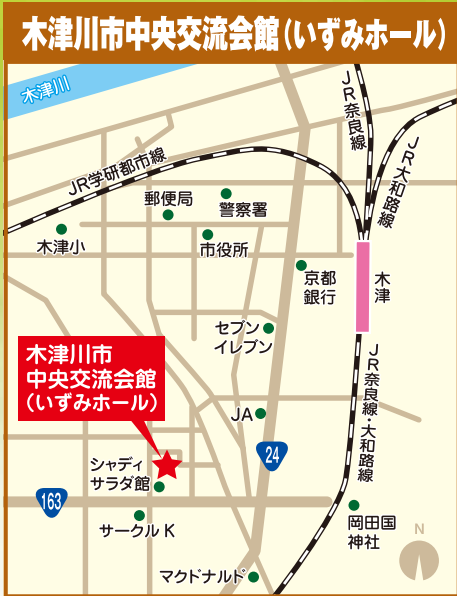 木津川市中央交流会館(いずみホール)
木津川
JR奈良線
JR大和路線
JR学研都市線
郵便局
警察署
木津小
市役所
京都
銀行
木津
セブン
イレブン
木津川市
中央交流会館
(いずみホール)
JR奈良線・大和路線
JA
24
シャディ
サラダ館
163
サークルK
岡田国
神社
N
マクドナルド